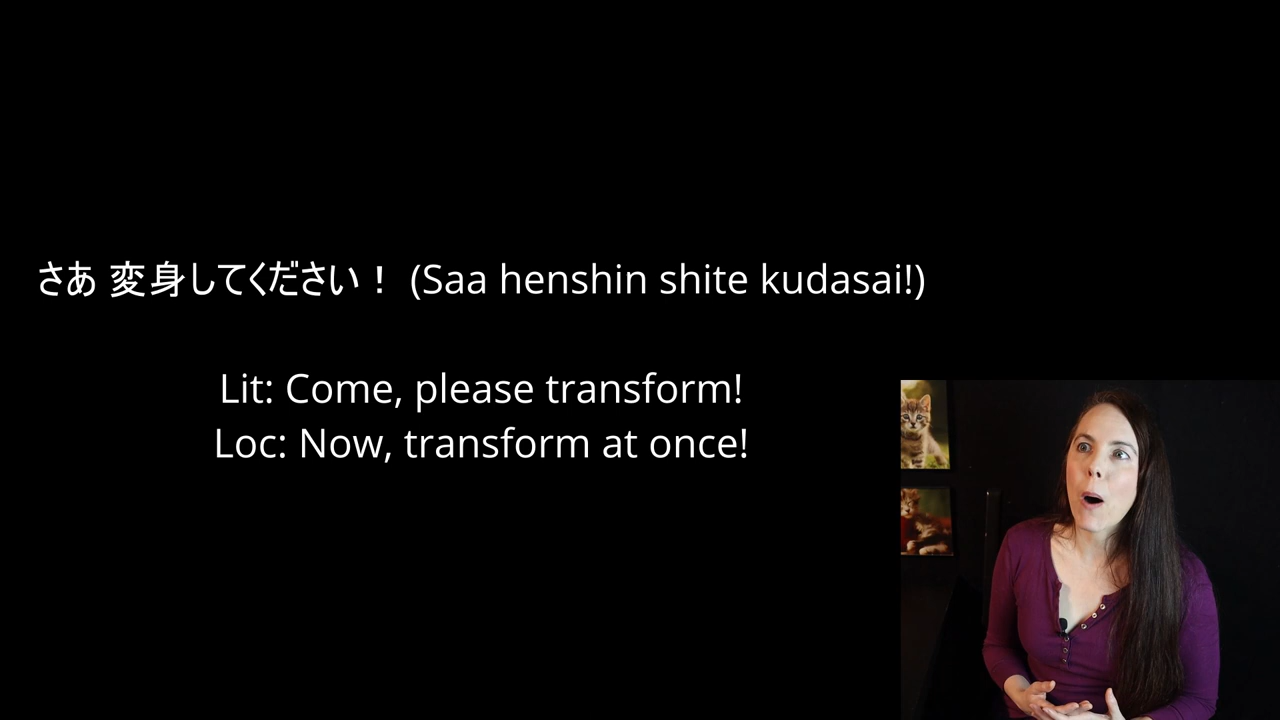 さあ 変身してください！ (Saa henshin shite kudasai!)
Lit: Come, please transform!
Loc: Now, transform at once!